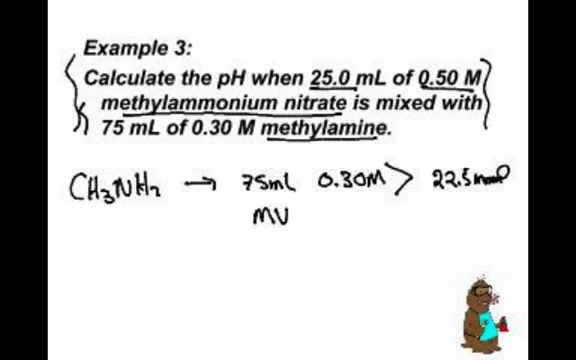 Example 3:
Calculate the pH when 25.0 mL of 0.50 M
methylammonium nitrate is mixed with
75 mL of 0.30 M methylamine.
CH3NH2 → 75mL 0.30M > 22.5mmol
MV